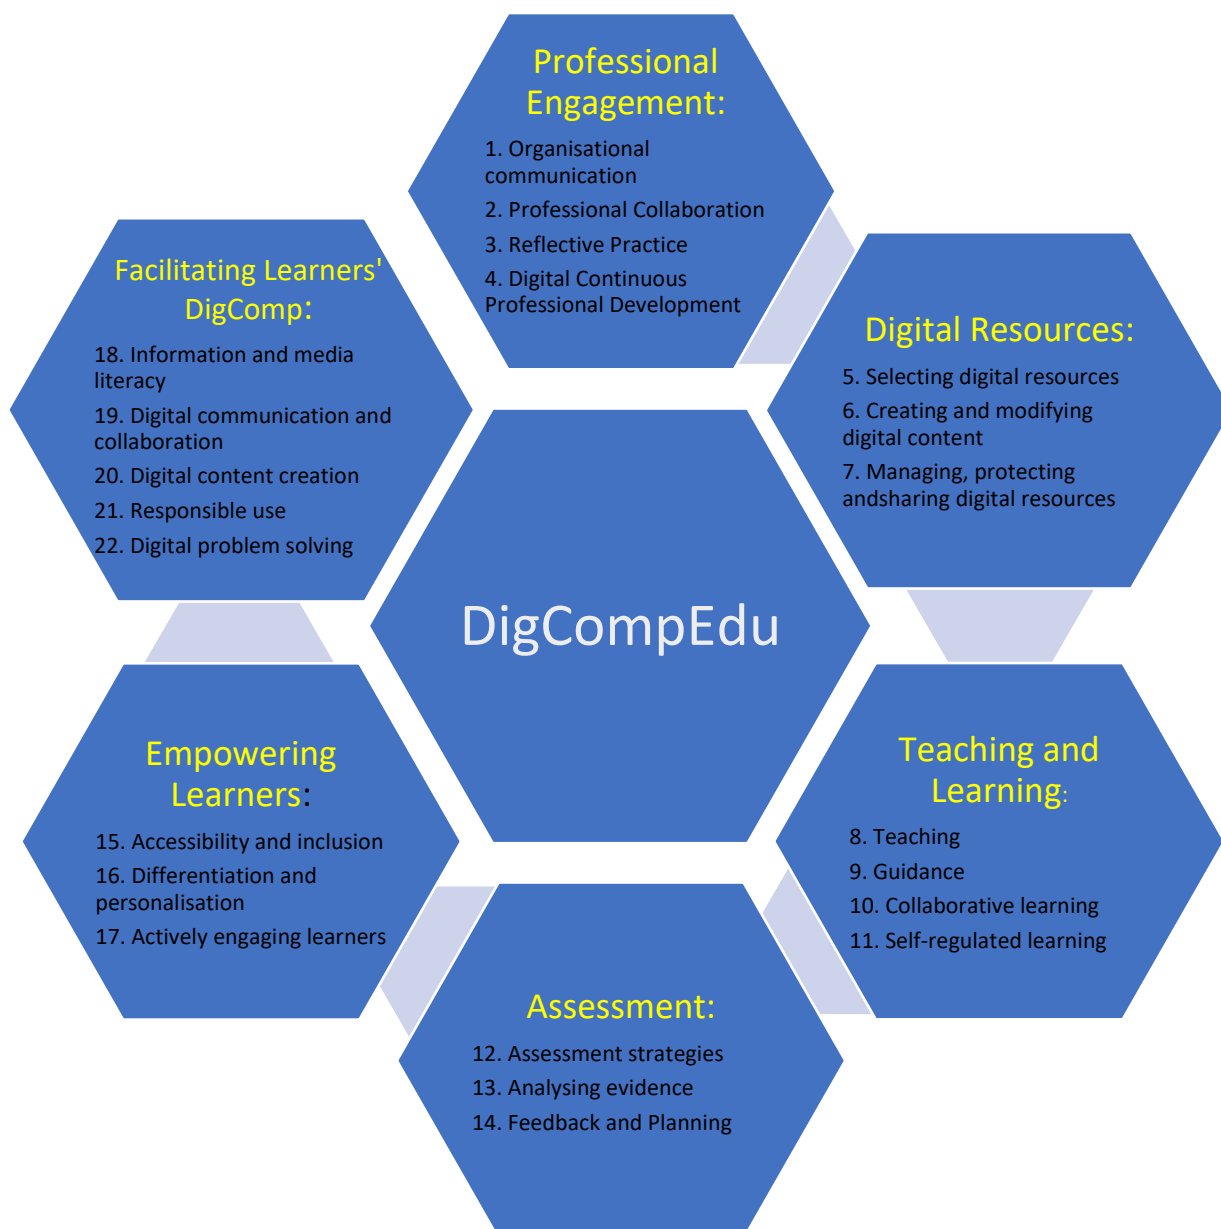 Professional
Engagement:
1. Organisational
communication
2. Professional Collaboration
3. Reflective Practice
4. Digital Continuous
Professional Development
Digital Resources:
5. Selecting digital resources
6. Creating and modifying
digital content
7. Managing, protecting
andsharing digital resources
Teaching and
Learning:
8. Teaching
9. Guidance
10. Collaborative learning
11. Self-regulated learning
Assessment:
12. Assessment strategies
13. Analysing evidence
14. Feedback and Planning
Empowering
Learners:
15. Accessibility and inclusion
16. Differentiation and
personalisation
17. Actively engaging learners
Facilitating Learners'
DigComp:
18. Information and media
literacy
19. Digital communication and
collaboration
20. Digital content creation
21. Responsible use
22. Digital problem solving
DigCompEdu